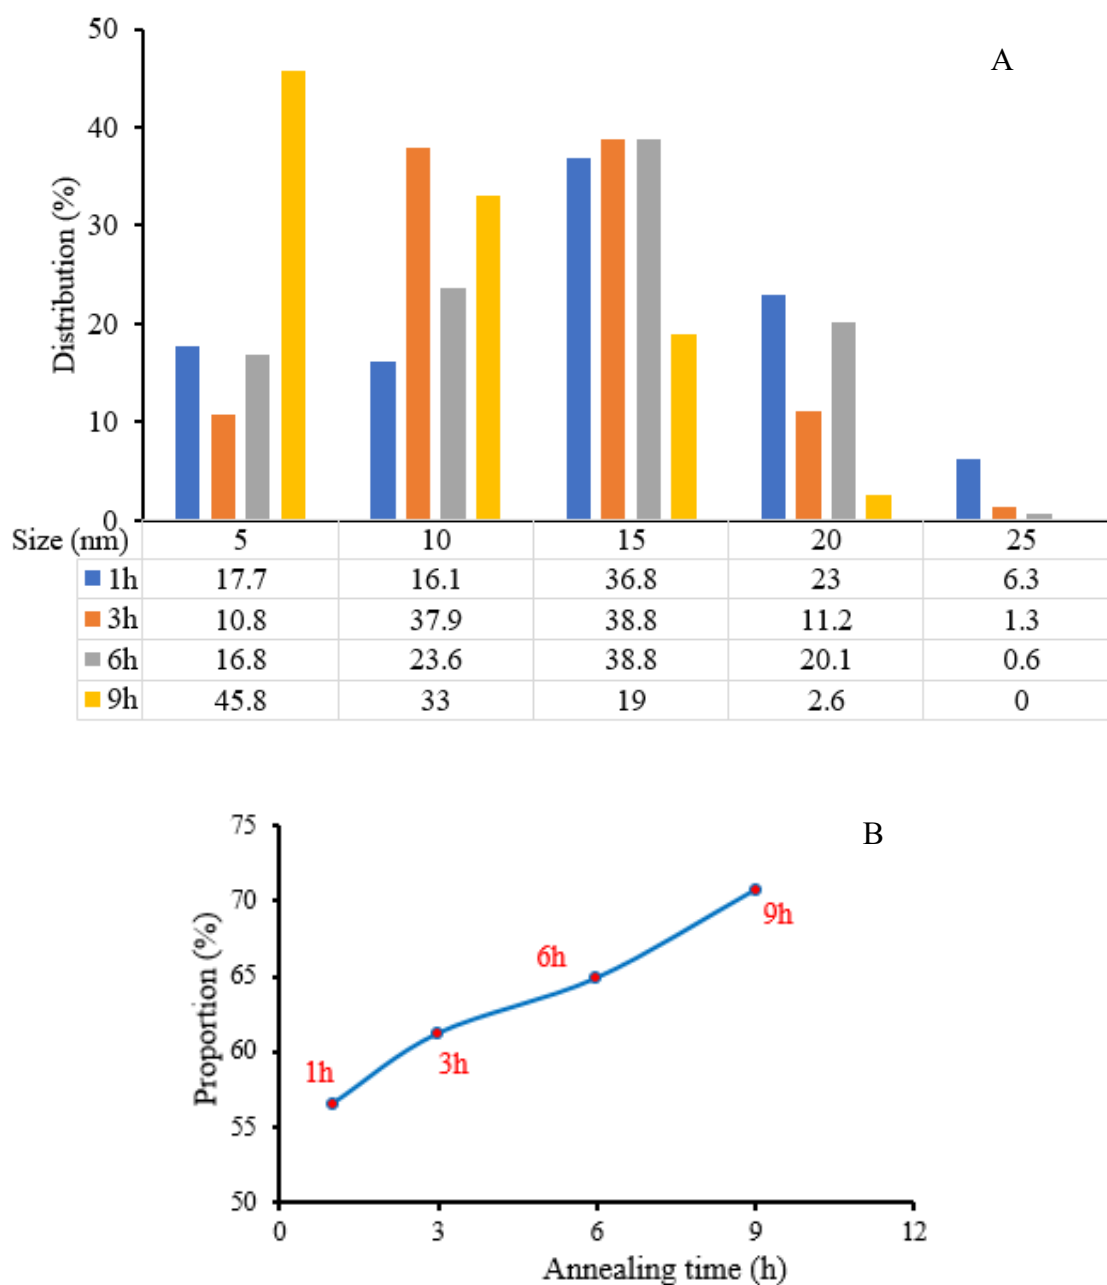 A
50
40
30
20
10
0
Distribution (%)
Size (nm) 5 10 15 20 25
1h 17.7 16.1 36.8 23 6.3
3h 10.8 37.9 38.8 11.2 1.3
6h 16.8 23.6 38.8 20.1 0.6
9h 45.8 33 19 2.6 0
B
75
70
65
60
55
50
Proportion (%)
1h
3h
6h
9h
0 3 6 9 12
Annealing time (h)